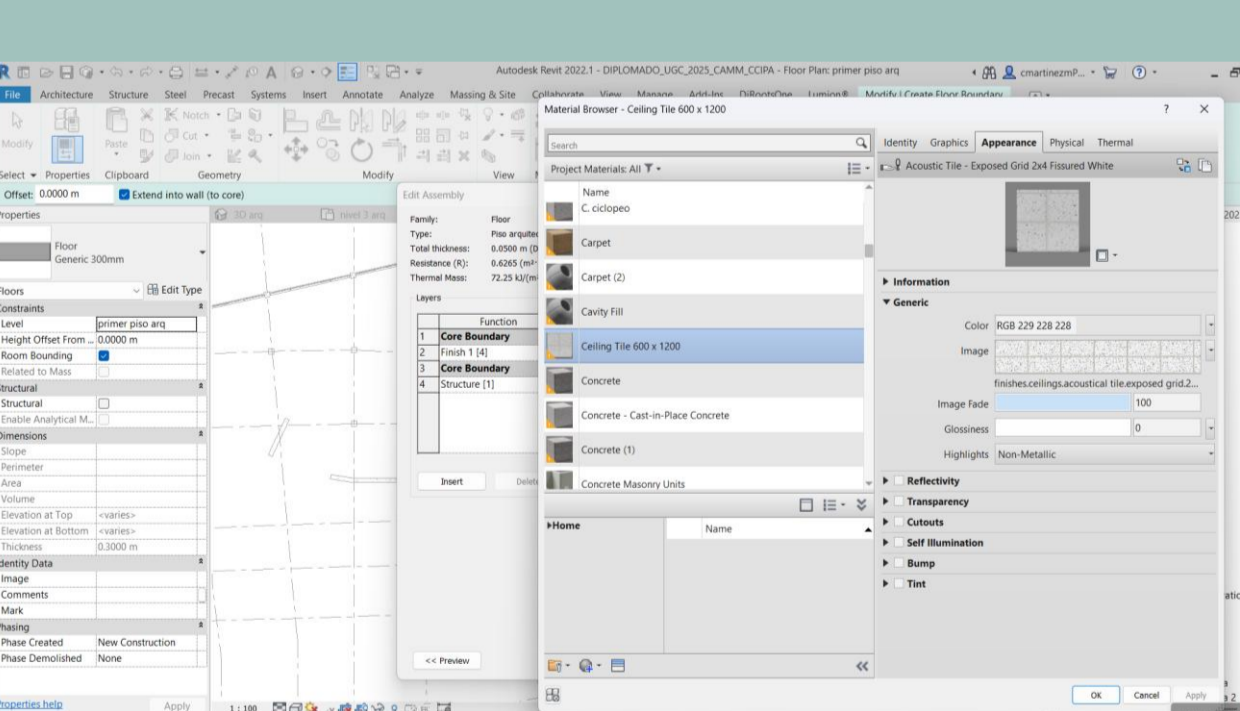 Autodesk Revit 2022.1 - DIPLOMADO_UGC_2025_CAMM_CCIPA - Floor Plan: primer piso arq
cmartinezmP...
File Architecture Structure Steel Precast Systems Insert Annotate Analyze Massing & Site Collaborate View Manage Add-Ins DiRootsOne Lumion® Modify | Create Floor Boundary
Modify
Paste
Notch
Cut
Join
Select Properties Clipboard Geometry Modify View
Offset: 0.0000 m Extend into wall (to core)
Properties
3D arq
nivel 3 arq
Floor
Generic 300mm
Floors
Edit Type
Constraints
Level primer piso arq
Height Offset From ... 0.0000 m
Room Bounding
Related to Mass
Structural
Structural
Enable Analytical M...
Dimensions
Slope
Perimeter
Area
Volume
Elevation at Top <varies>
Elevation at Bottom <varies>
Thickness 0.3000 m
Identity Data
Image
Comments
Mark
Phasing
Phase Created New Construction
Phase Demolished None
Properties help
Apply
1 : 100
Edit Assembly
Family: Floor
Type: Piso arquitec
Total thickness: 0.0500 m (D
Resistance (R): 0.6265 (m²·
Thermal Mass: 72.25 kJ/(m
Layers
Function
1 Core Boundary
2 Finish 1 [4]
3 Core Boundary
4 Structure [1]
Insert
Delete
<< Preview
Material Browser - Ceiling Tile 600 x 1200
? ×
Search
Project Materials: All
Name
C. ciclopeo
Carpet
Carpet (2)
Cavity Fill
Ceiling Tile 600 x 1200
Concrete
Concrete - Cast-in-Place Concrete
Concrete (1)
Concrete Masonry Units
Home
Name
Identity Graphics Appearance Physical Thermal
Acoustic Tile - Exposed Grid 2x4 Fissured White
Information
Generic
Color RGB 229 228 228
Image
finishes.ceilings.acoustical tile.exposed grid.2...
Image Fade 100
Glossiness 0
Highlights Non-Metallic
Reflectivity
Transparency
Cutouts
Self Illumination
Bump
Tint
OK
Cancel
Apply
202